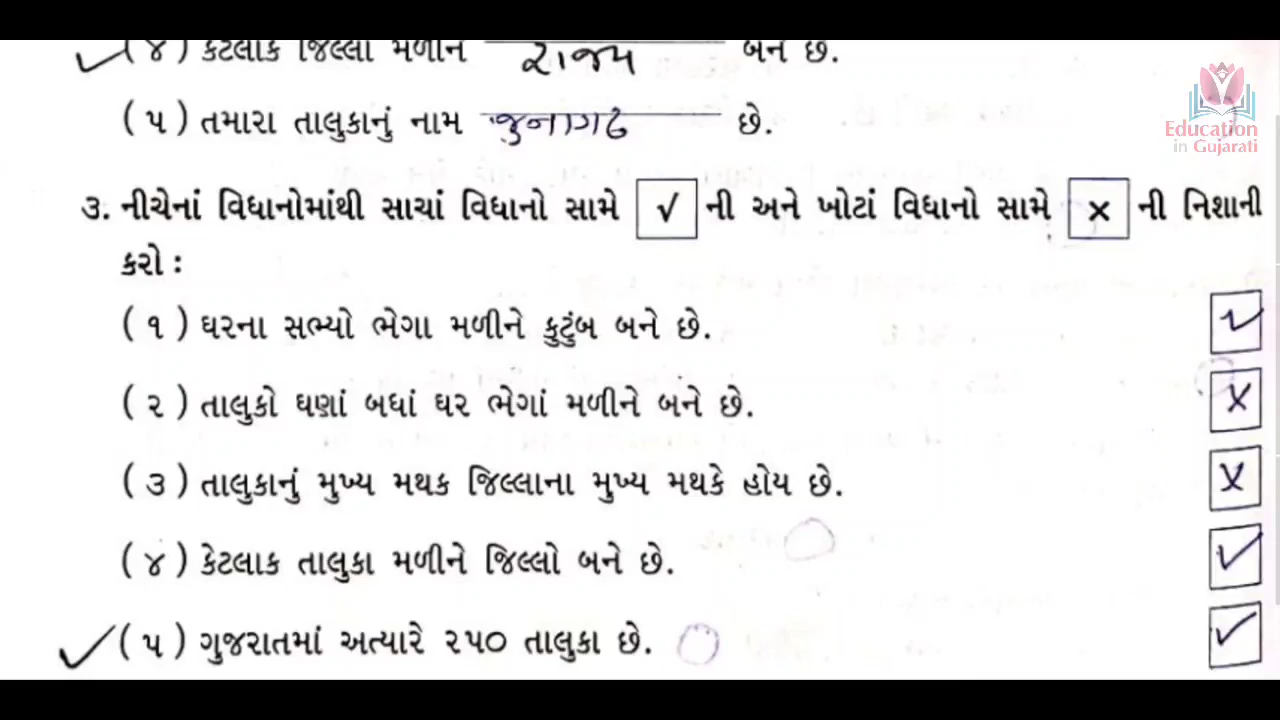 (૪) કેટલાક જિલ્લા મળીને રાજ્ય બને છે.
(૫) તમારા તાલુકાનું નામ જુનાગઢ છે.
Education in Gujarati
૩. નીચેનાં વિધાનોમાંથી સાચાં વિધાનો સામે ✓ ની અને ખોટાં વિધાનો સામે × ની નિશાની
કરો :
(૧) ઘરના સભ્યો ભેગા મળીને કુટુંબ બને છે. ✓
(૨) તાલુકો ઘણાં બધાં ઘર ભેગાં મળીને બને છે. ×
(૩) તાલુકાનું મુખ્ય મથક જિલ્લાના મુખ્ય મથકે હોય છે. ×
(૪) કેટલાક તાલુકા મળીને જિલ્લો બને છે. ✓
(૫) ગુજરાતમાં અત્યારે ૨૫૦ તાલુકા છે. ✓